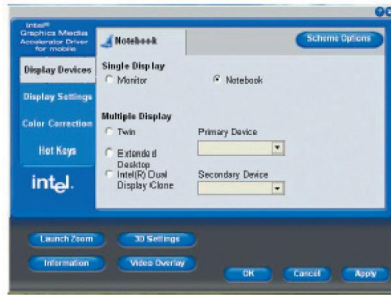 intel®
Graphics Media
Accelerator Driver
for mobile
Notebook
Scheme Options
Display Devices
Single Display
Monitor
Notebook
Display Settings
Multiple Display
Twin
Primary Device
Color Correction
Extended
Desktop
Hot Keys
Intel(R) Dual
Display Clone
Secondary Device
intel.
Launch Zoom
3D Settings
Information
Video Overlay
OK
Cancel
Apply